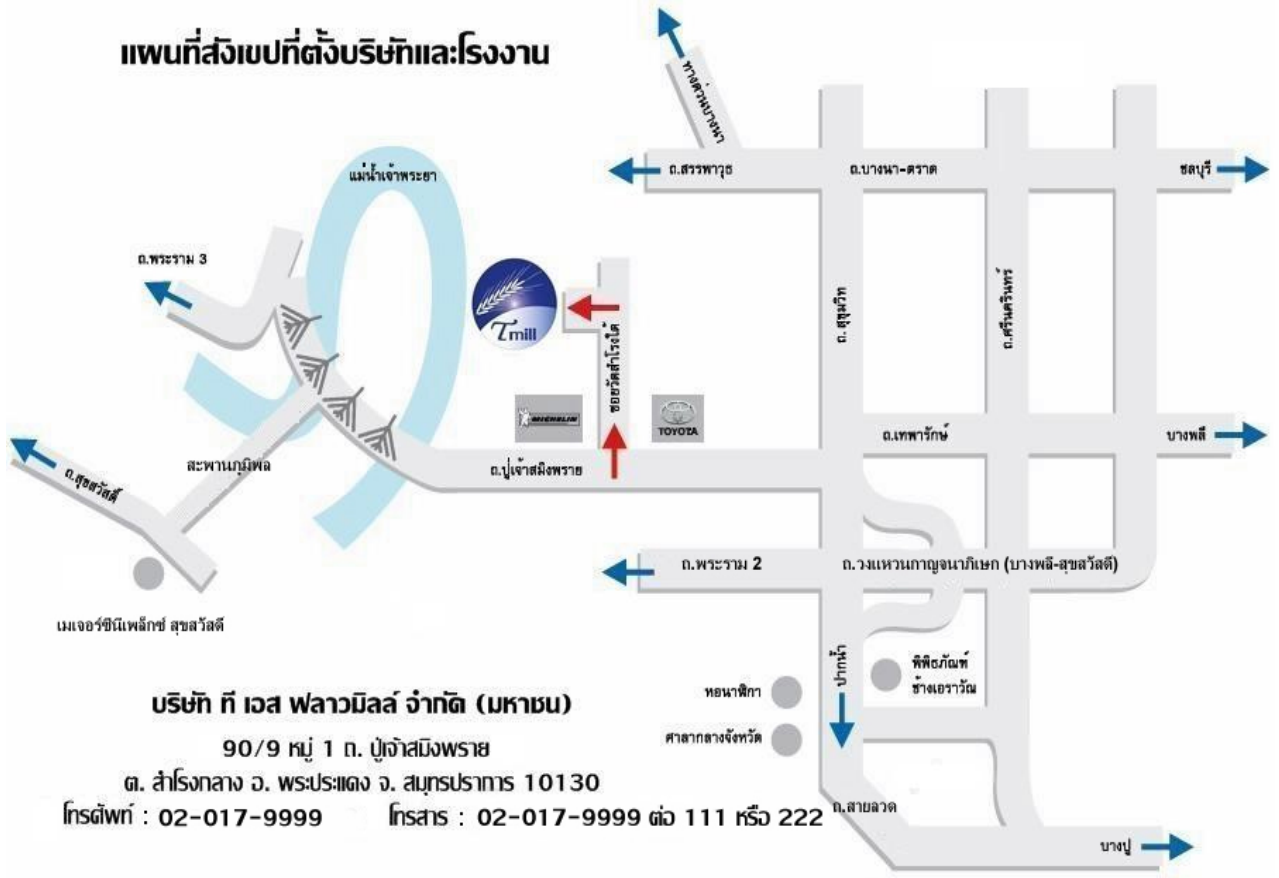 แผนที่สังเขปที่ตั้งบริษัทและโรงงาน
ทางด่วนบางนา
ถ.สรรพาวุธ
ถ.บางนา-ตราด
ชลบุรี
แม่น้ำเจ้าพระยา
ถ.พระราม 3
Tmill
ซอยวัดสำโรงใต้
ถ.สุขุมวิท
ถ.ศรีนครินทร์
MICHELIN
TOYOTA
ถ.เทพารักษ์
บางพลี
สะพานภูมิพล
ถ.ปู่เจ้าสมิงพราย
ถ.สุขสวัสดิ์
ถ.พระราม 2
ถ.วงแหวนกาญจนาภิเษก (บางพลี-สุขสวัสดิ์)
เมเจอร์ซีนีเพล็กซ์ สุขสวัสดิ์
ปากน้ำ
พิพิธภัณฑ์
ช้างเอราวัณ
หอนาฬิกา
ศาลากลางจังหวัด
บริษัท ที เอส ฟลาวมิลล์ จำกัด (มหาชน)
90/9 หมู่ 1 ถ. ปู่เจ้าสมิงพราย
ต. สำโรงกลาง อ. พระประแดง จ. สมุทรปราการ 10130
โทรศัพท์ : 02-017-9999 โทรสาร : 02-017-9999 ต่อ 111 หรือ 222
ถ.สายลวด
บางปู